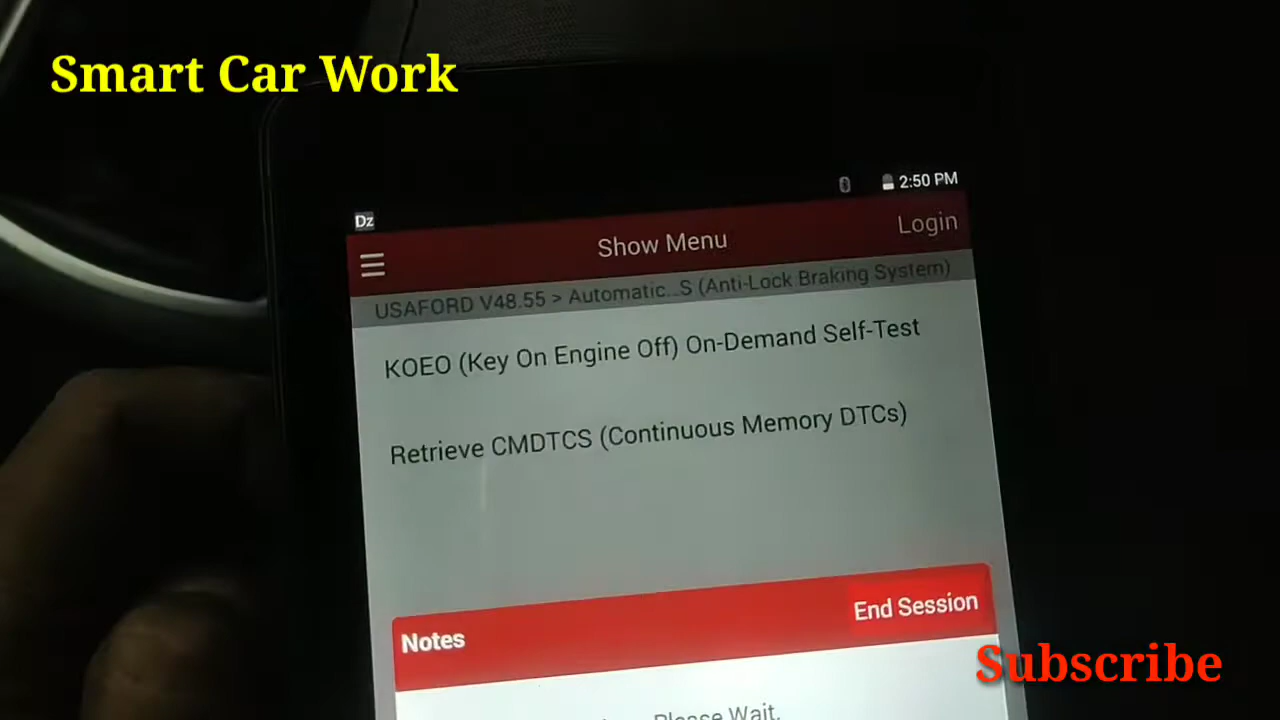 Smart Car Work
Dz
2:50 PM
Show Menu
Login
USAFORD V48.55 > Automatic...S (Anti-Lock Braking System)
KOEO (Key On Engine Off) On-Demand Self-Test
Retrieve CMDTCS (Continuous Memory DTCs)
Notes
End Session
Please Wait.
Subscribe